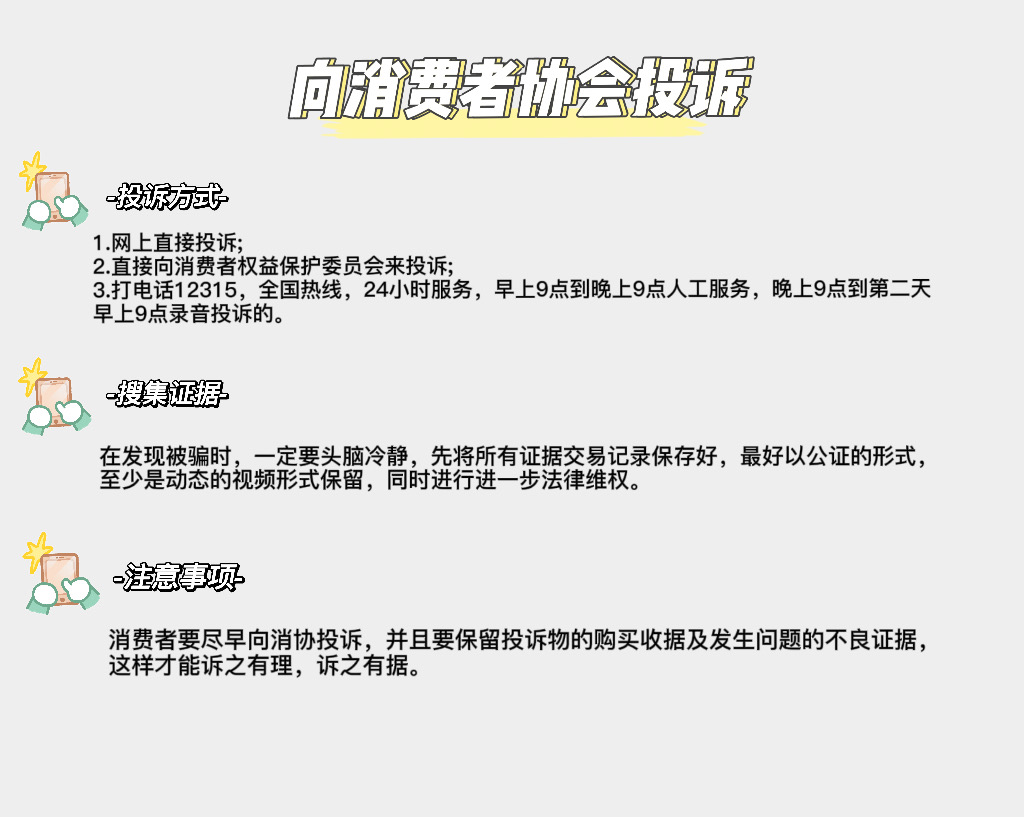 向消费者协会投诉
-投诉方式-
1.网上直接投诉;
2.直接向消费者权益保护委员会来投诉;
3.打电话12315，全国热线，24小时服务，早上9点到晚上9点人工服务，晚上9点到第二天
早上9点录音投诉的。
-搜集证据-
在发现被骗时，一定要头脑冷静，先将所有证据交易记录保存好，最好以公证的形式，
至少是动态的视频形式保留，同时进行进一步法律维权。
-注意事项-
消费者要尽早向消协投诉，并且要保留投诉物的购买收据及发生问题的不良证据，
这样才能诉之有理，诉之有据。